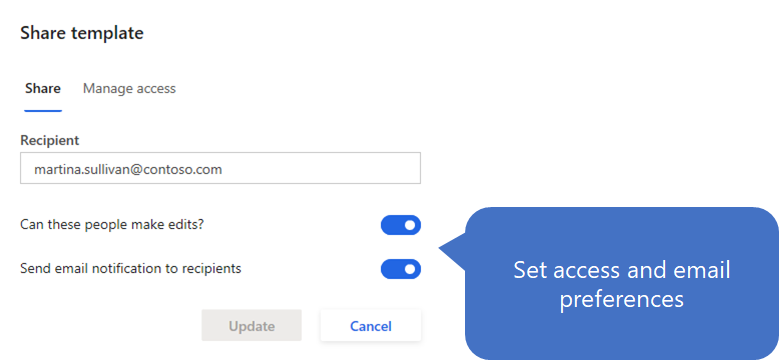 Share template
Share Manage access
Recipient
martina.sullivan@contoso.com
Can these people make edits?
Send email notification to recipients
Update Cancel
Set access and email
preferences